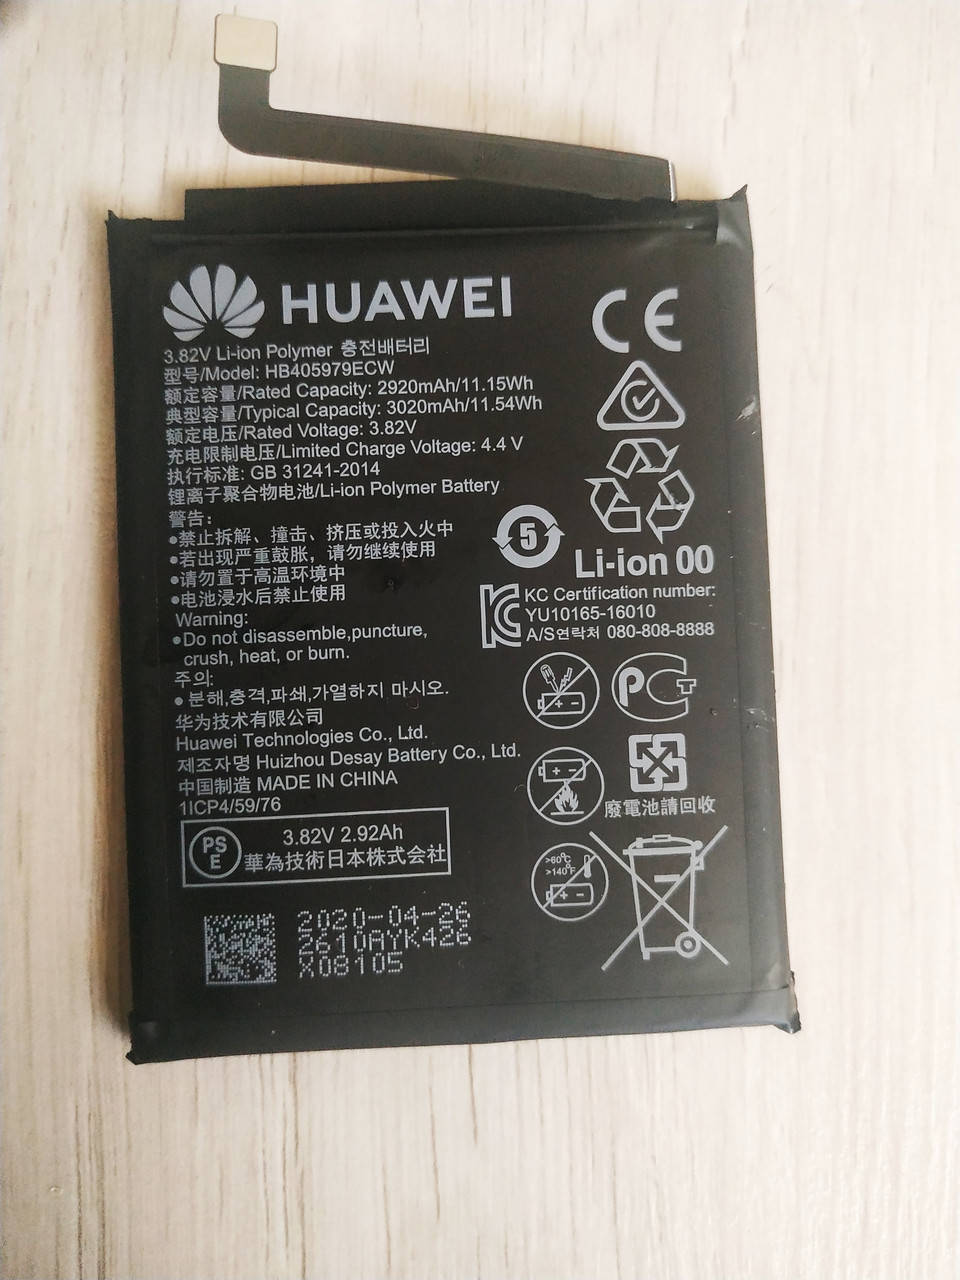 HUAWEI
CE
3.82V Li-ion Polymer 충전배터리
型号/Model: HB405979ECW
额定容量/Rated Capacity: 2920mAh/11.15Wh
典型容量/Typical Capacity: 3020mAh/11.54Wh
额定电压/Rated Voltage: 3.82V
充电限制电压/Limited Charge Voltage: 4.4 V
执行标准: GB 31241-2014
锂离子聚合物电池/Li-ion Polymer Battery
5
Li-ion 00
KC Certification number:
YU10165-16010
A/S연락처 080-808-8888
警告:
●禁止拆解、撞击、挤压或投入火中
●若出现严重鼓胀，请勿继续使用
●请勿置于高温环境中
●电池浸水后禁止使用
Warning:
●Do not disassemble,puncture,
crush, heat, or burn.
주의:
● 분해,충격,파쇄,가열하지 마시오.
华为技术有限公司
Huawei Technologies Co., Ltd.
제조자명 Huizhou Desay Battery Co., Ltd.
中国制造 MADE IN CHINA
1ICP4/59/76
廢電池請回收
>60°C
>140°F
PS
E
3.82V 2.92Ah
華為技術日本株式会社
2020-04-26
2610AYK426
X08105